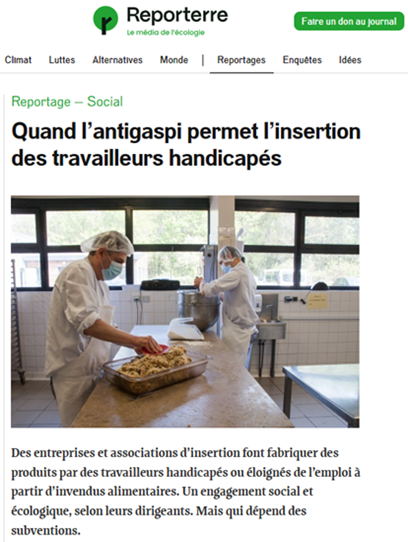 Reporterre
Le média de l'écologie
Faire un don au journal
Climat Luttes Alternatives Monde | Reportages Enquêtes Idées
Reportage — Social
Quand l'antigaspi permet l'insertion
des travailleurs handicapés
Des entreprises et associations d'insertion font fabriquer des
produits par des travailleurs handicapés ou éloignés de l'emploi à
partir d'invendus alimentaires. Un engagement social et
écologique, selon leurs dirigeants. Mais qui dépend des
subventions.